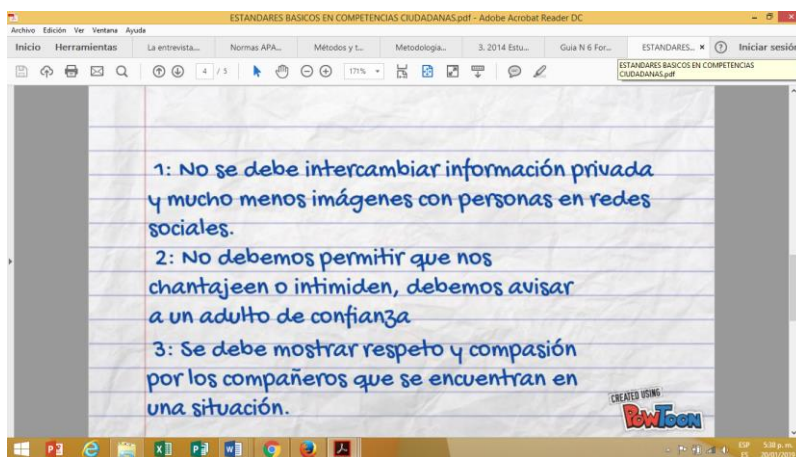 ESTANDARES BASICOS EN COMPETENCIAS CIUDADANAS.pdf - Adobe Acrobat Reader DC
Archivo Edición Ver Ventana Ayuda
Inicio Herramientas La entrevista... Normas APA... Métodos y t... Metodologia... 3. 2014 Estu... Guia N 6 For... ESTANDARES... × Iniciar sesión
4 / 5 171%
ESTANDARES BASICOS EN COMPETENCIAS
CIUDADANAS.pdf
1: No se debe intercambiar información privada
y mucho menos imágenes con personas en redes
sociales.
2: No debemos permitir que nos
chantajeen o intimiden, debemos avisar
a un adulto de confianza
3: Se debe mostrar respeto y compasión
por los compañeros que se encuentran en
una situación.
CREATED USING
PowToon
ESP 5:38 p. m.
ES 20/01/2019